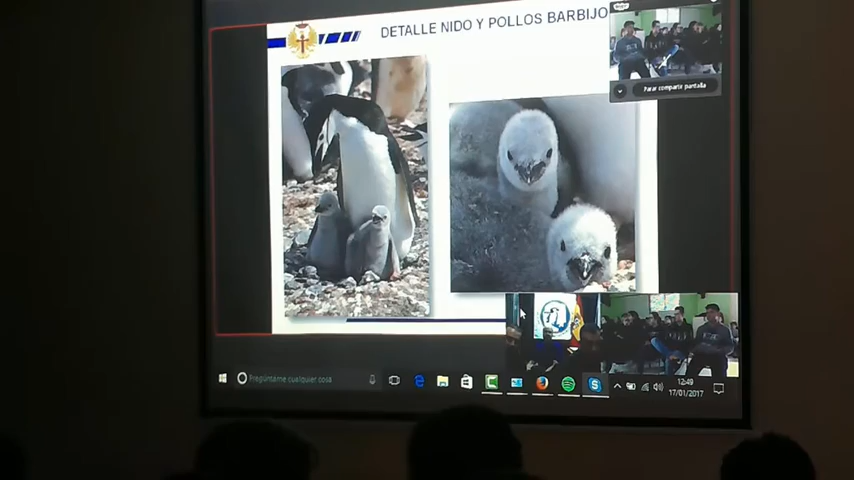 DETALLE NIDO Y POLLOS BARBIJO
Parar compartir pantalla
Pregúntame cualquier cosa
12:49
17/01/2017